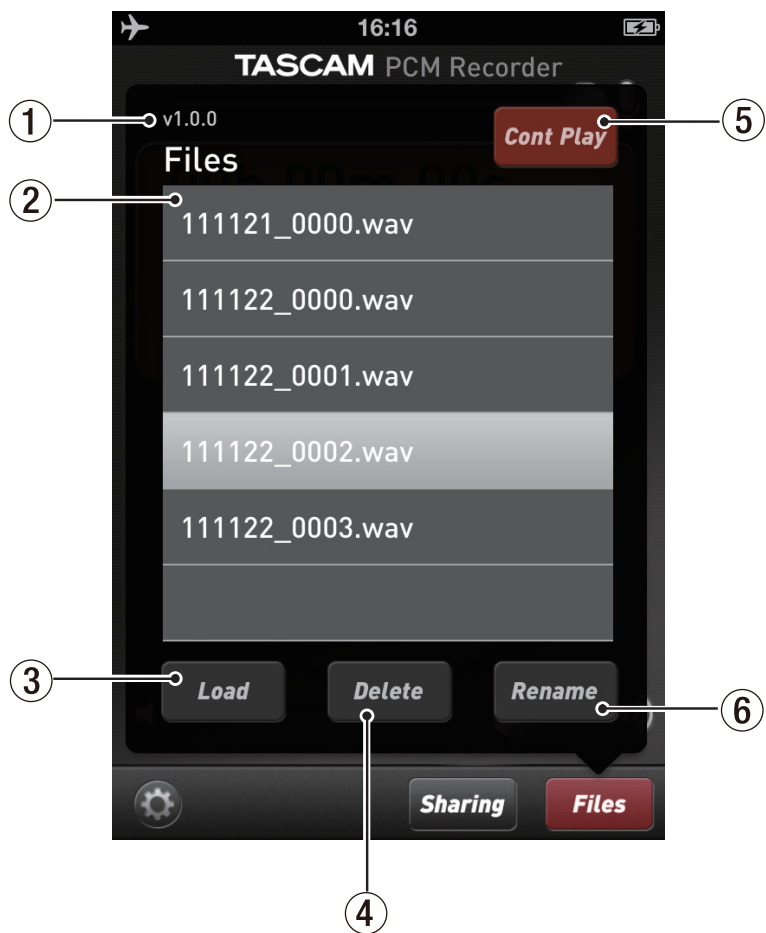 16:16
TASCAM PCM Recorder
① v1.0.0
Cont Play ⑤
Files
② 111121_0000.wav
111122_0000.wav
111122_0001.wav
111122_0002.wav
111122_0003.wav
③ Load Delete Rename ⑥
Sharing Files
④